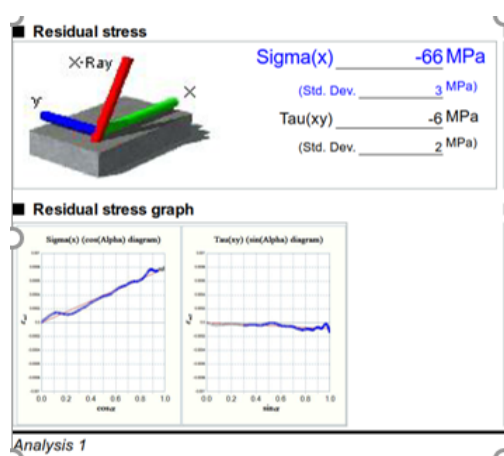 Residual stress
X-Ray
y
X
Sigma(x) -66 MPa
(Std. Dev. 3 MPa)
Tau(xy) -6 MPa
(Std. Dev. 2 MPa)
Residual stress graph
Sigma(x) (cos(Alpha) diagram)
0.0 0.2 0.4 0.6 0.8 1.0
cosα
Tau(xy) (sin(Alpha) diagram)
0.0 0.2 0.4 0.6 0.8 1.0
sinα
Analysis 1